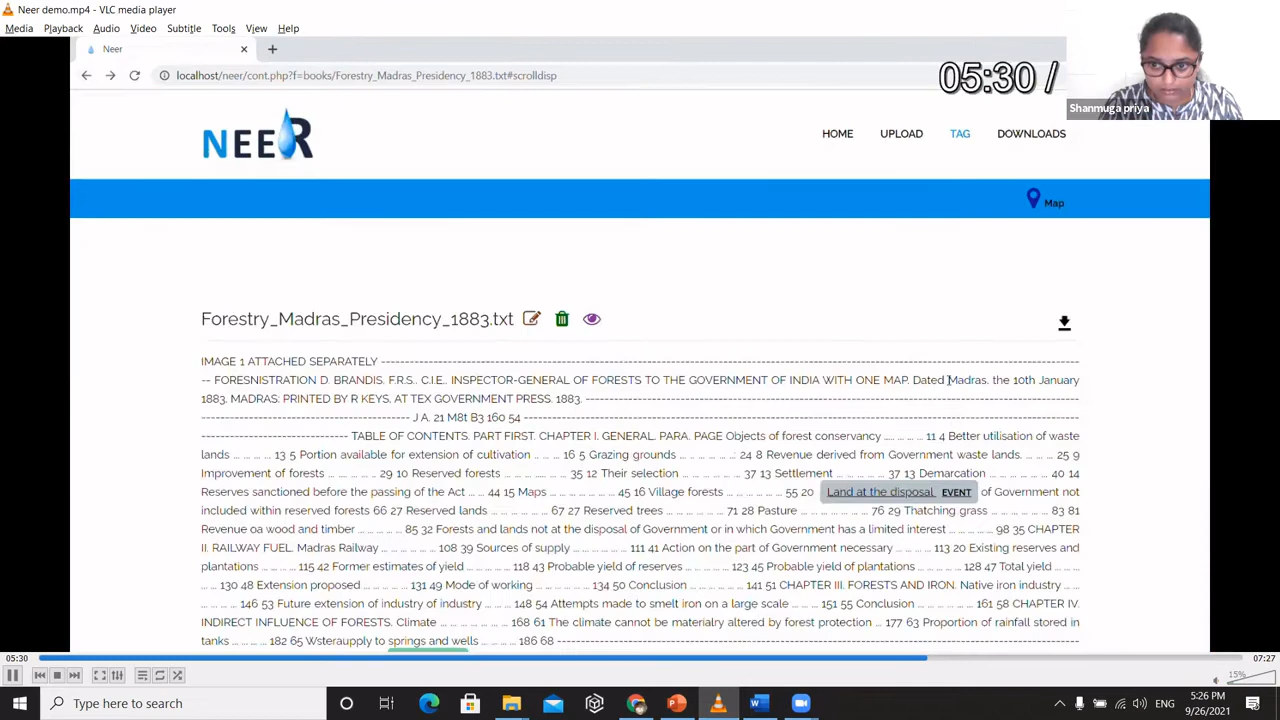 Neer demo.mp4 - VLC media player
Media Playback Audio Video Subtitle Tools View Help
Neer
localhost/neer/cont.php?f=books/Forestry_Madras_Presidency_1883.txt#scrolldisp
05:30 /
Shanmuga priya
NEER
HOME UPLOAD TAG DOWNLOADS
Map
Forestry_Madras_Presidency_1883.txt
IMAGE 1 ATTACHED SEPARATELY --------------------
-- FORESNISTRATION D. BRANDIS. F.R.S.. C.I.E.. INSPECTOR-GENERAL OF FORESTS TO THE GOVERNMENT OF INDIA WITH ONE MAP. Dated Madras. the 10th January
1883. MADRAS: PRINTED BY R KEYS. AT TEX GOVERNMENT PRESS. 1883. --------------------
-------------------- J A. 21 M8t B3 160 54 --------------------
-------------------- TABLE OF CONTENTS. PART FIRST. CHAPTER I. GENERAL. PARA. PAGE Objects of forest conservancy ..... ... ... 11 4 Better utilisation of waste
lands ... ... 13 5 Portion available for extension of cultivation .. ... 16 5 Grazing grounds ... ... ... 24 8 Revenue derived from Government waste. lands. ... ... 25 9
Improvement of forests ... ... ... 29 10 Reserved forests ... ... ... 35 12 Their selection ... ... ... 37 13 Settlement ... ... ... 37 13 Demarcation ... ... ... 40 14
Reserves sanctioned before the passing of the Act ... ... 44 15 Maps ... ... ... 45 16 Village forests ... ... ... ... 55 20 Land at the disposal EVENT of Government not
included within reserved forests 66 27 Reserved lands ... ... ... 67 27 Reserved trees ... ... ... 71 28 Pasture ... ... ... 76 29 Thatching grass ... ... ... 83 81
Revenue oa wood and timber ... ... ... 85 32 Forests and lands not at the disposal of Government or in which Government has a limited interest ... ... ... 98 35 CHAPTER
II. RAILWAY FUEL. Madras Railway ... ... ... 108 39 Sources of supply ... ... ... ... 111 41 Action on the part of Government necessary ... ... ... 113 20 Existing reserves and
plantations ... ... ... 115 42 Former estimates of yield ... ... ... 118 43 Probable yield of reserves ... ... ... 123 45 Probable yield of plantations ... ... ... 128 47 Total yield ... ...
... ... 130 48 Extension proposed ... ... ... 131 49 Mode of working ... ... ... 134 50 Conclusion ... ... ... 141 51 CHAPTER III. FORESTS AND IRON. Native iron industry ...
... ... ... 146 53 Future extension of industry of industry ... ... ... 148 54 Attempts made to smelt iron on a large scale ... ... ... 151 55 Conclusion ... ... ... 161 58 CHAPTER IV.
INDIRECT INFLUENCE OF FORESTS. Climate ... ... ... 168 61 The climate cannot be materialry altered by forest protection ... ... 177 63 Proportion of rainfall stored in
tanks ... ... ... 182 65 Wsteraupply to springs and wells ... ... ... 186 68 --------------------
05:30 07:27
15%
Type here to search
ENG
5:26 PM
9/26/2021